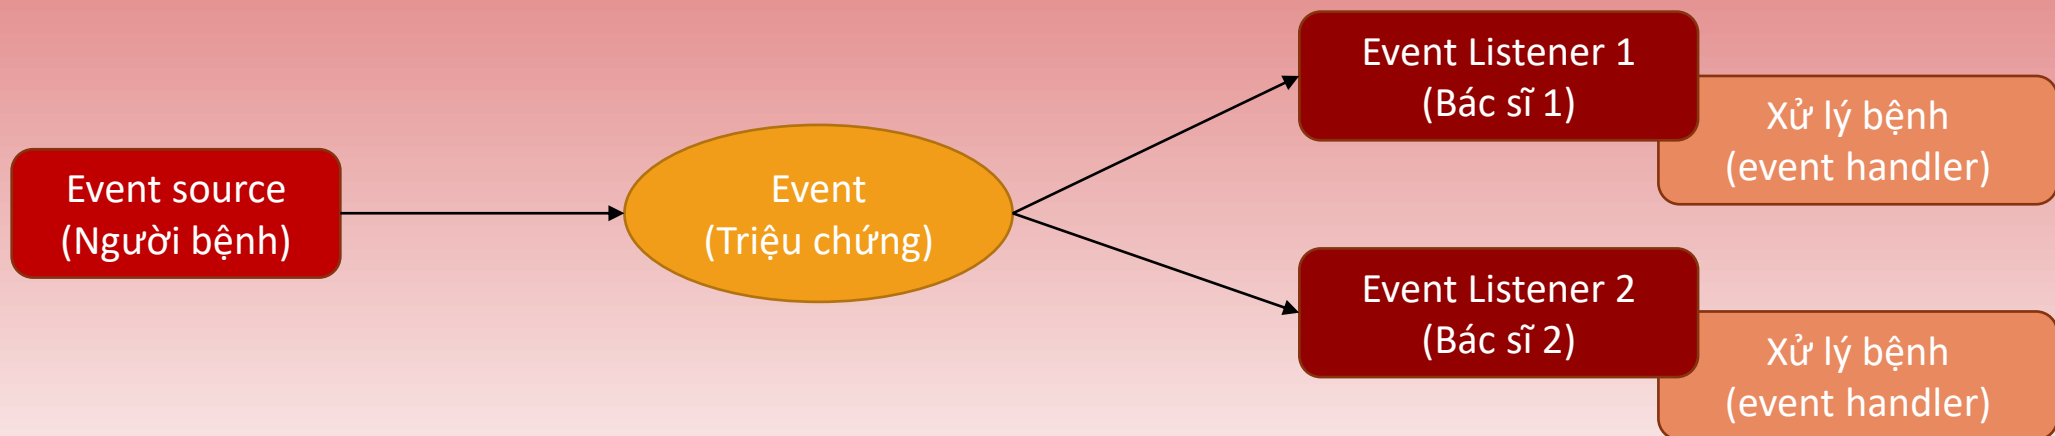 Event source
(Người bệnh)
Event
(Triệu chứng)
Event Listener 1
(Bác sĩ 1)
Xử lý bệnh
(event handler)
Event Listener 2
(Bác sĩ 2)
Xử lý bệnh
(event handler)